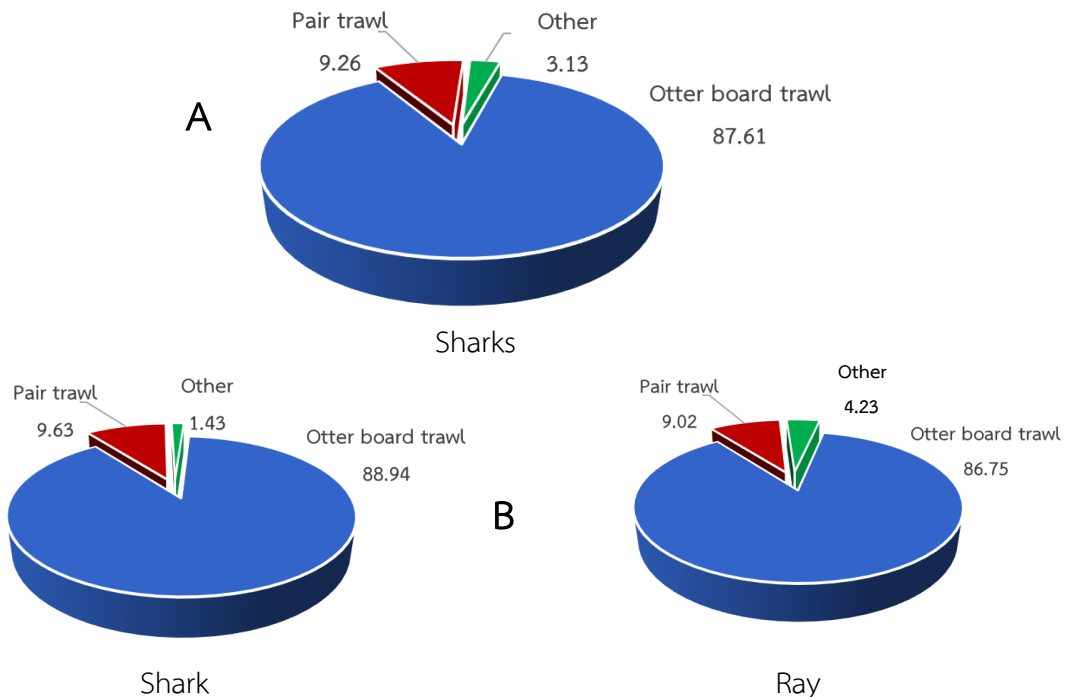 Pair trawl
9.26
Other
3.13
Otter board trawl
87.61
A
Sharks
Pair trawl
9.63
Other
1.43
Otter board trawl
88.94
Shark
B
Pair trawl
9.02
Other
4.23
Otter board trawl
86.75
Ray